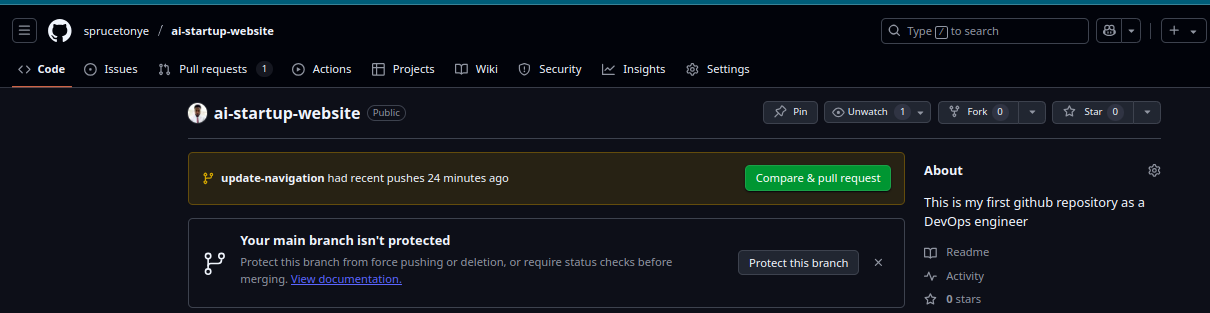 sprucetonye / ai-startup-website
Type / to search
Code
Issues
Pull requests 1
Actions
Projects
Wiki
Security
Insights
Settings
ai-startup-website Public
Pin
Unwatch 1
Fork 0
Star 0
update-navigation had recent pushes 24 minutes ago
Compare & pull request
Your main branch isn't protected
Protect this branch from force pushing or deletion, or require status checks before
merging. View documentation.
Protect this branch
About
This is my first github repository as a
DevOps engineer
Readme
Activity
0 stars